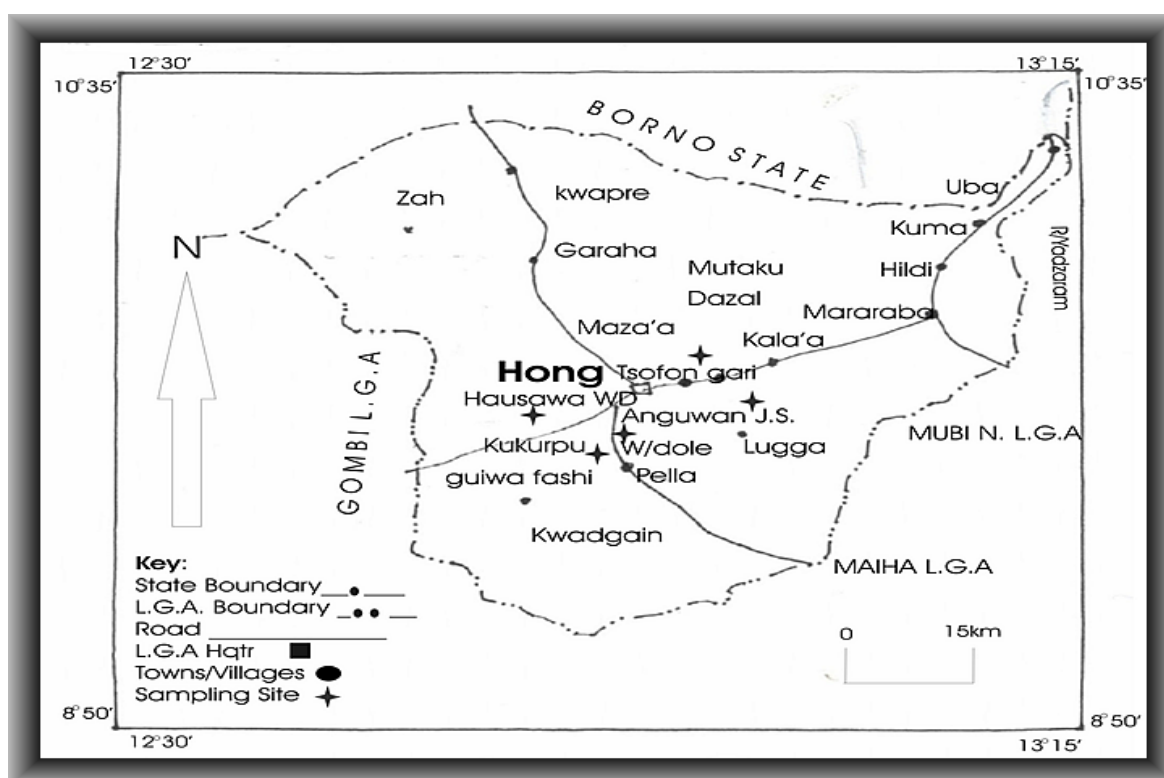 12°30′
13°15′
10°35′
10°35′
BORNO STATE
Uba
Zah
kwapre
Kuma
N
Garaha
R/Yadzaram
Mutaku
Hildi
Dazal
Mararaba
Maza'a
Kala'a
Hong
Tsofon gari
Hausawa WD
Anguwan J.S.
GOMBI L.G.A
MUBI N. L.G.A
Kukurpu
W/dole
Lugga
guiwa fashi
Pella
Kwadgain
MAIHA L.G.A
Key:
State Boundary
L.G.A. Boundary
Road
L.G.A Hqtr
Towns/Villages
Sampling Site
0
15km
8°50′
8°50′
12°30′
13°15′